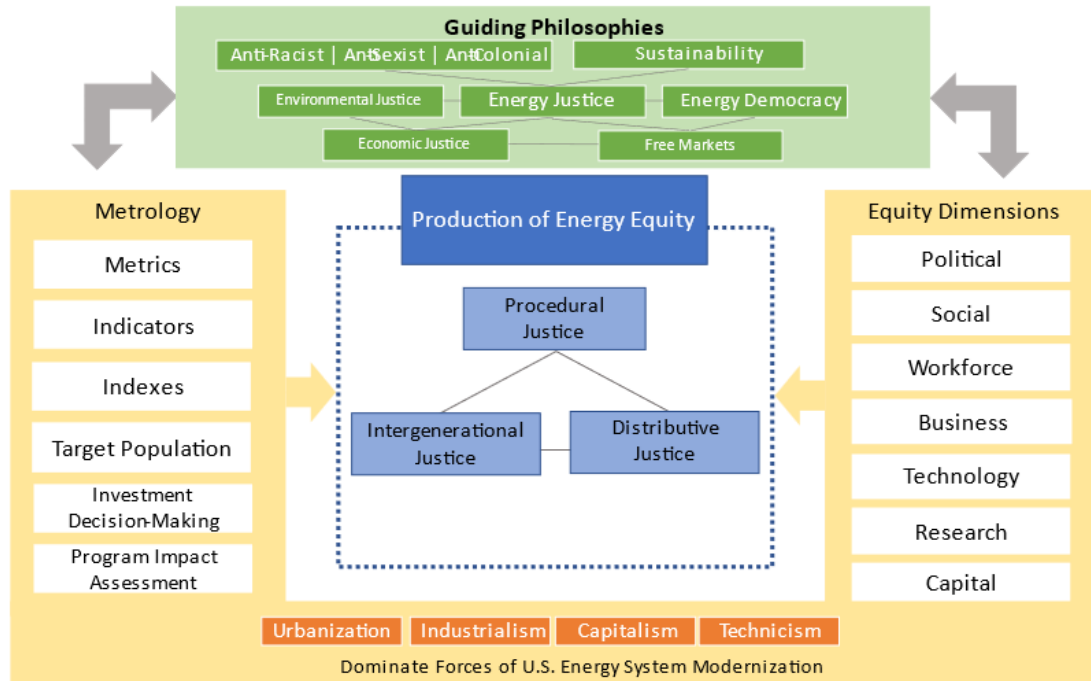 Guiding Philosophies
Anti-Racist | Anti-Sexist | Anti-Colonial
Sustainability
Environmental Justice
Energy Justice
Energy Democracy
Economic Justice
Free Markets
Metrology
Metrics
Indicators
Indexes
Target Population
Investment
Decision-Making
Program Impact
Assessment
Production of Energy Equity
Procedural
Justice
Intergenerational
Justice
Distributive
Justice
Equity Dimensions
Political
Social
Workforce
Business
Technology
Research
Capital
Urbanization
Industrialism
Capitalism
Technicism
Dominate Forces of U.S. Energy System Modernization